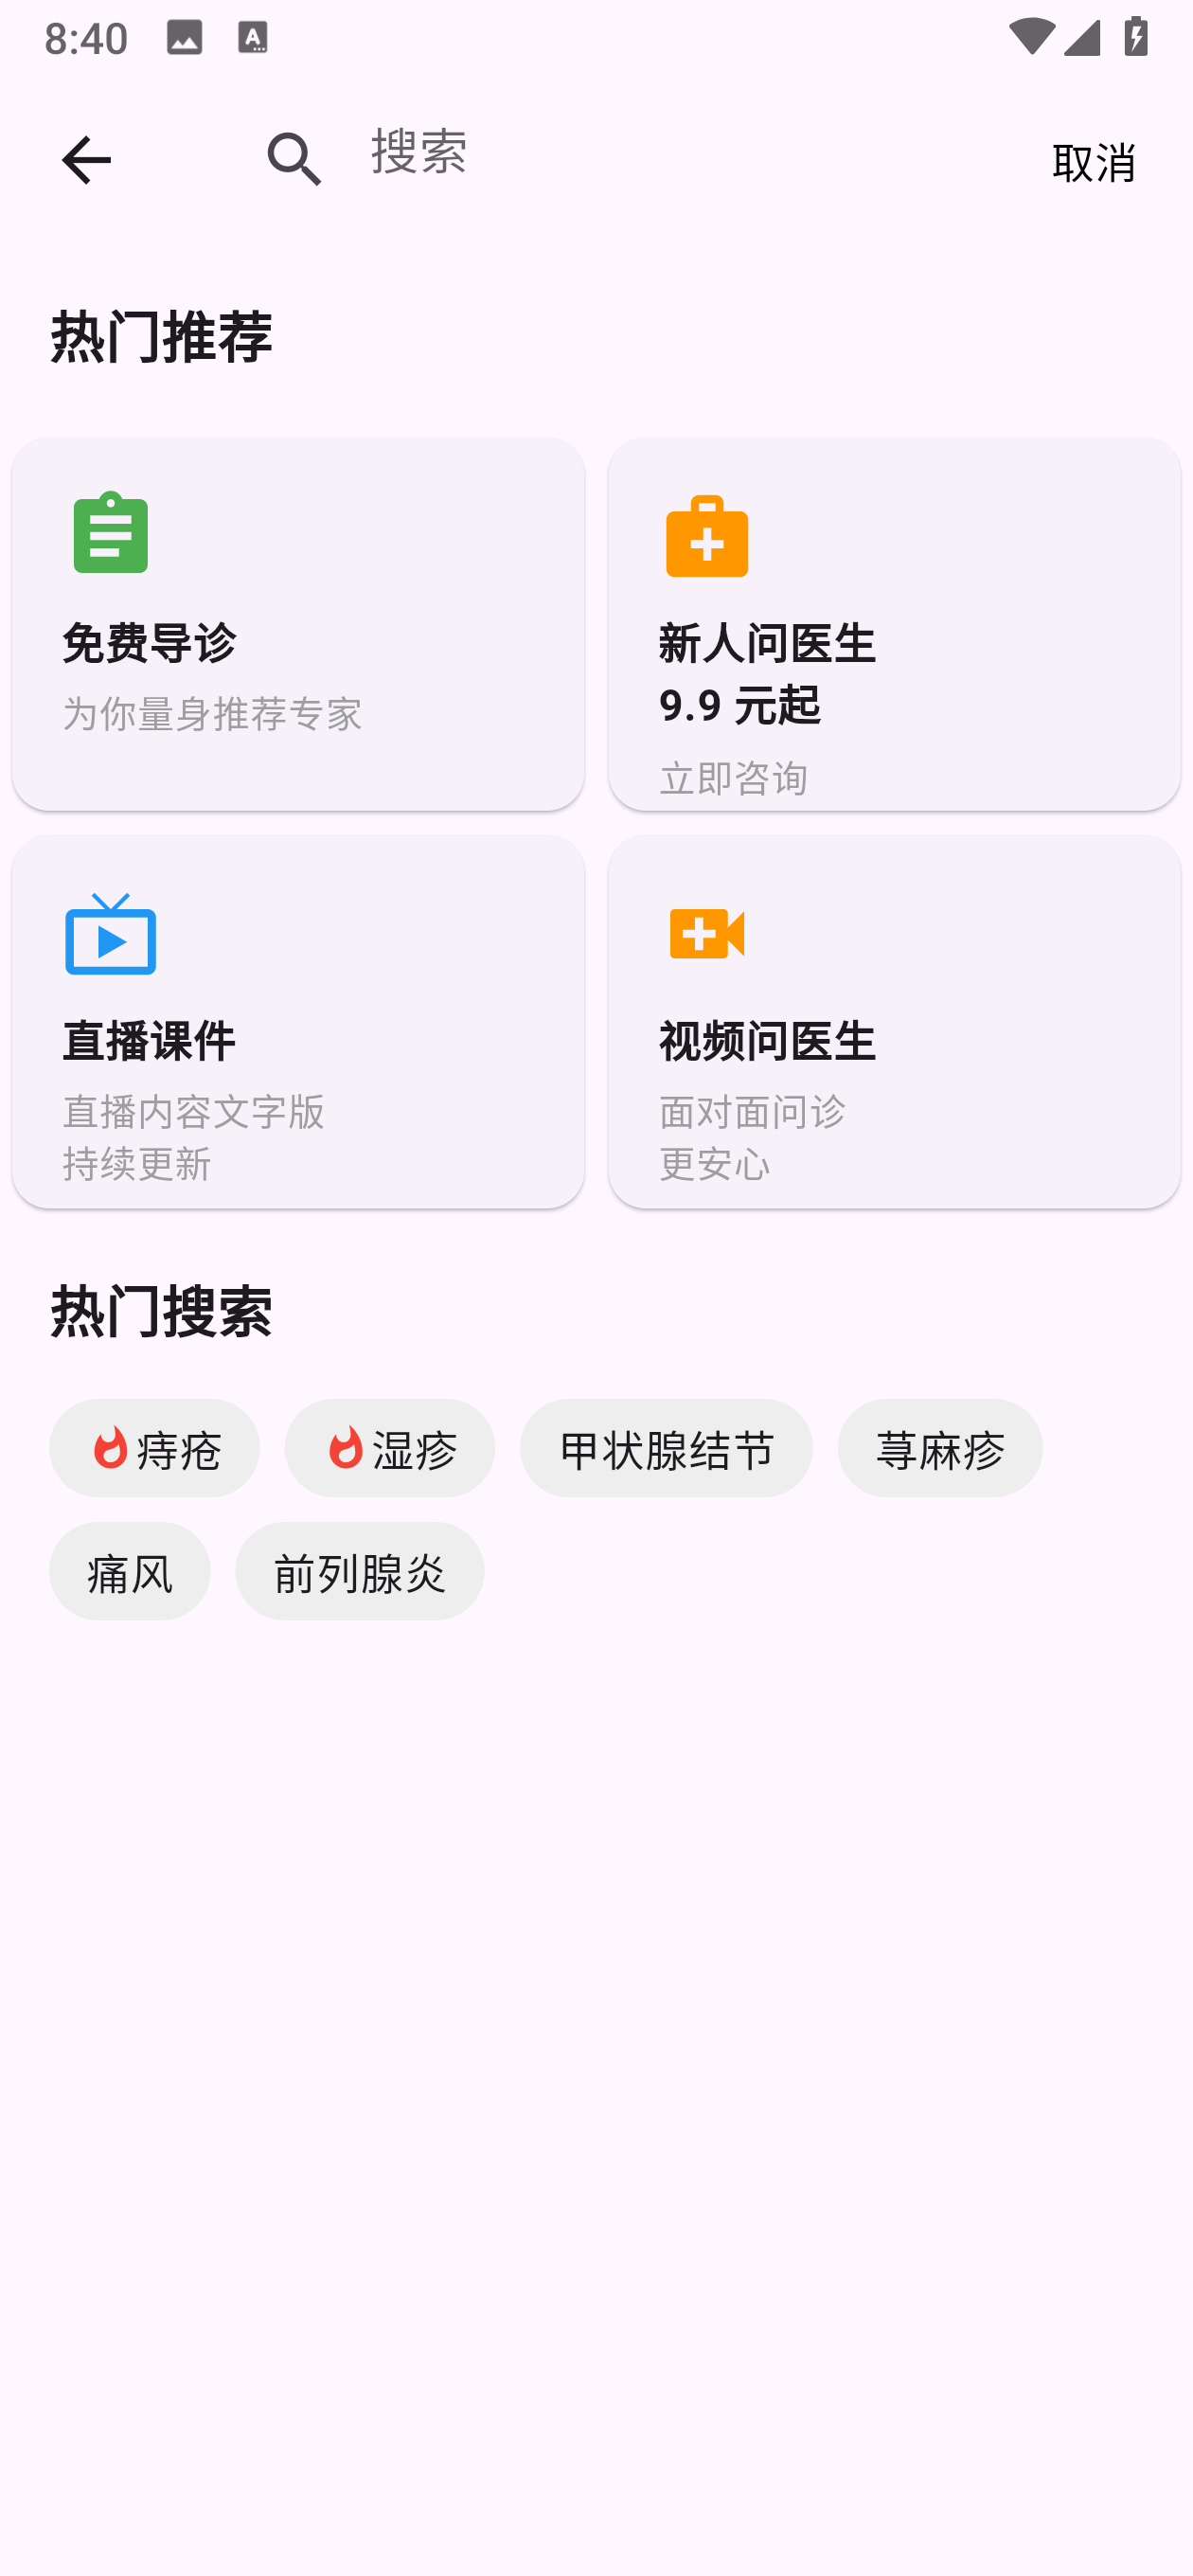 8:40
搜索
取消
热门推荐
免费导诊
为你量身推荐专家
新人问医生
9.9 元起
立即咨询
直播课件
直播内容文字版
持续更新
视频问医生
面对面问诊
更安心
热门搜索
痔疮
湿疹
甲状腺结节
荨麻疹
痛风
前列腺炎